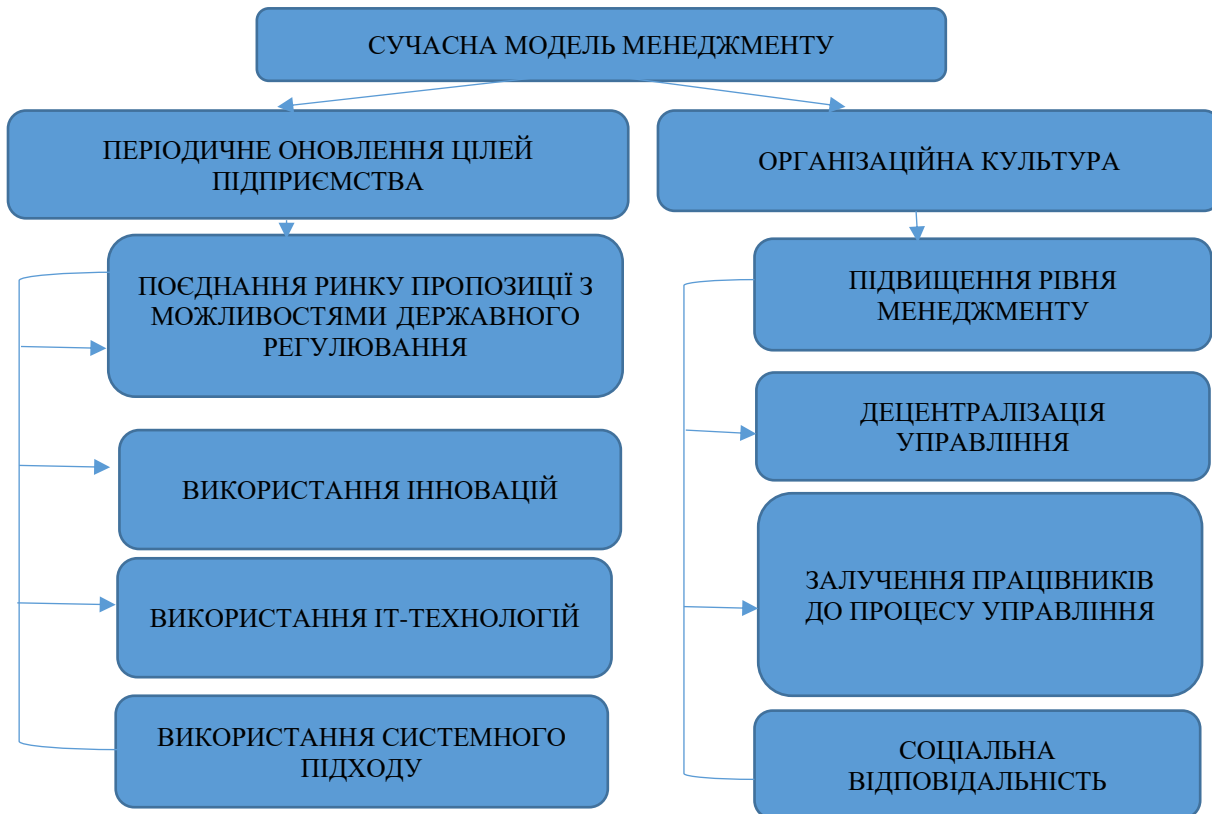 СУЧАСНА МОДЕЛЬ МЕНЕДЖМЕНТУ
ПЕРІОДИЧНЕ ОНОВЛЕННЯ ЦІЛЕЙ
ПІДПРИЄМСТВА
ПОЄДНАННЯ РИНКУ ПРОПОЗИЦІЇ З
МОЖЛИВОСТЯМИ ДЕРЖАВНОГО
РЕГУЛЮВАННЯ
ВИКОРИСТАННЯ ІННОВАЦІЙ
ВИКОРИСТАННЯ ІТ-ТЕХНОЛОГІЙ
ВИКОРИСТАННЯ СИСТЕМНОГО
ПІДХОДУ
ОРГАНІЗАЦІЙНА КУЛЬТУРА
ПІДВИЩЕННЯ РІВНЯ
МЕНЕДЖМЕНТУ
ДЕЦЕНТРАЛІЗАЦІЯ
УПРАВЛІННЯ
ЗАЛУЧЕННЯ ПРАЦІВНИКІВ
ДО ПРОЦЕСУ УПРАВЛІННЯ
СОЦІАЛЬНА
ВІДПОВІДАЛЬНІСТЬ